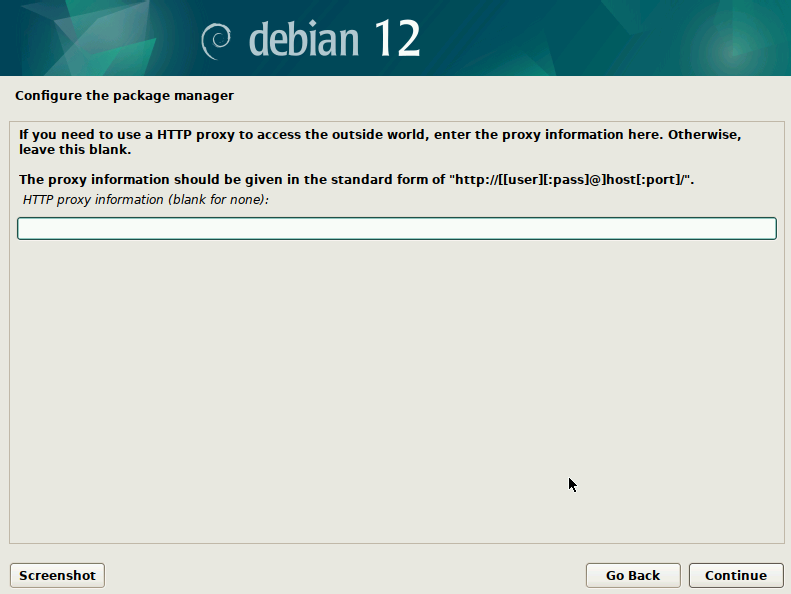 debian 12
Configure the package manager
If you need to use a HTTP proxy to access the outside world, enter the proxy information here. Otherwise,
leave this blank.
The proxy information should be given in the standard form of "http://[[user][:pass]@]host[:port]/".
HTTP proxy information (blank for none):
Screenshot
Go Back
Continue